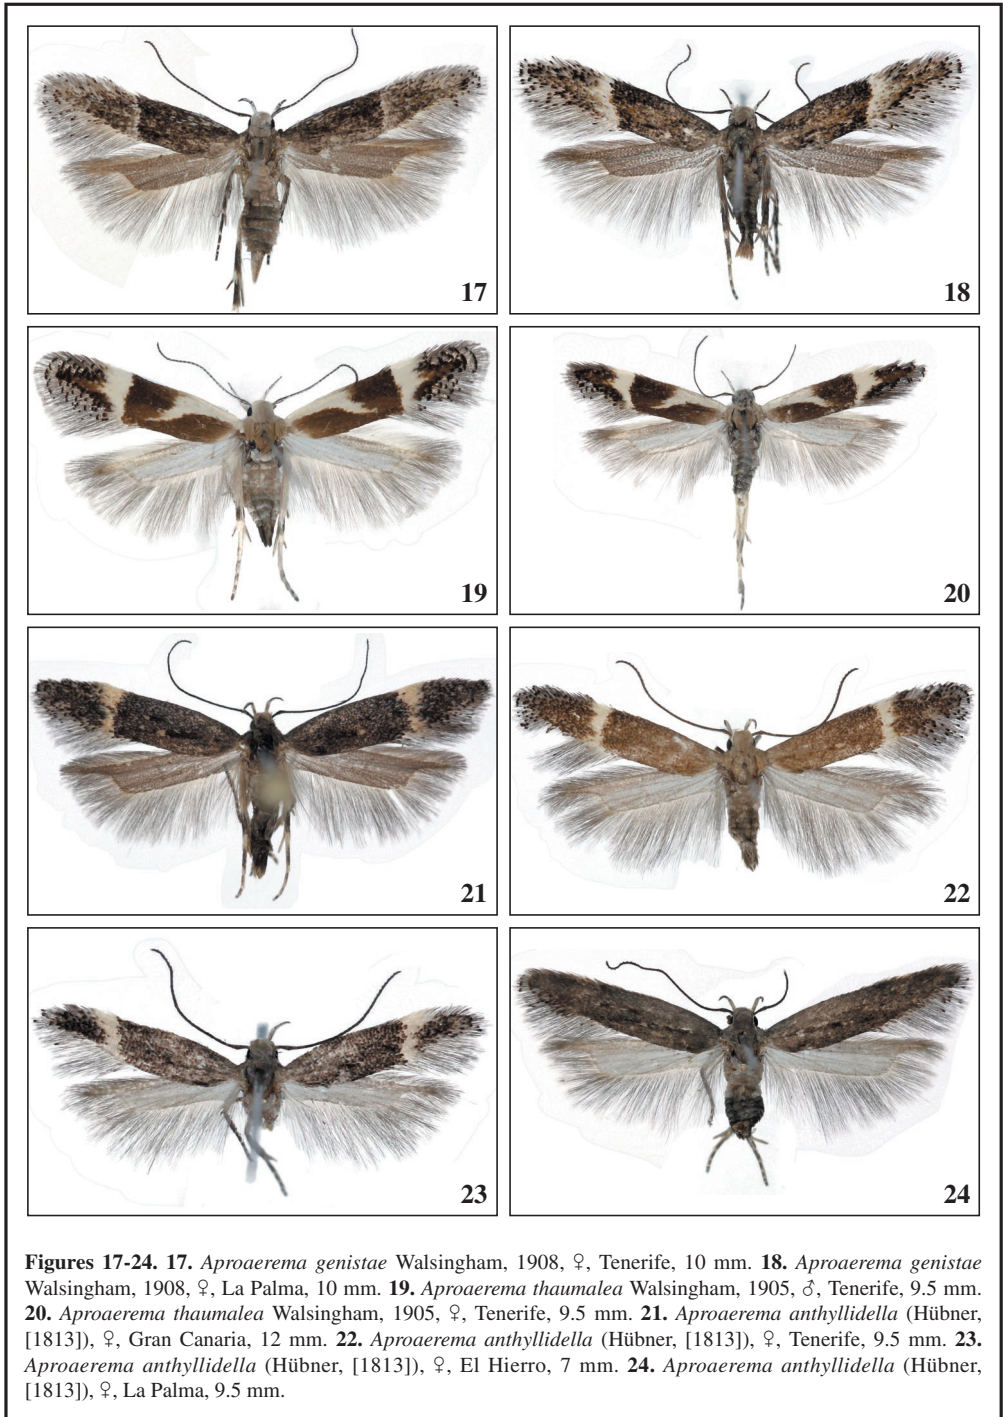 17
18
19
20
21
22
23
24
Figures 17-24. 17. Aproaerema genistae Walsingham, 1908, ♀, Tenerife, 10 mm. 18. Aproaerema genistae
Walsingham, 1908, ♀, La Palma, 10 mm. 19. Aproaerema thaumalea Walsingham, 1905, ♂, Tenerife, 9.5 mm.
20. Aproaerema thaumalea Walsingham, 1905, ♀, Tenerife, 9.5 mm. 21. Aproaerema anthyllidella (Hübner,
[1813]), ♀, Gran Canaria, 12 mm. 22. Aproaerema anthyllidella (Hübner, [1813]), ♀, Tenerife, 9.5 mm. 23.
Aproaerema anthyllidella (Hübner, [1813]), ♀, El Hierro, 7 mm. 24. Aproaerema anthyllidella (Hübner,
[1813]), ♀, La Palma, 9.5 mm.